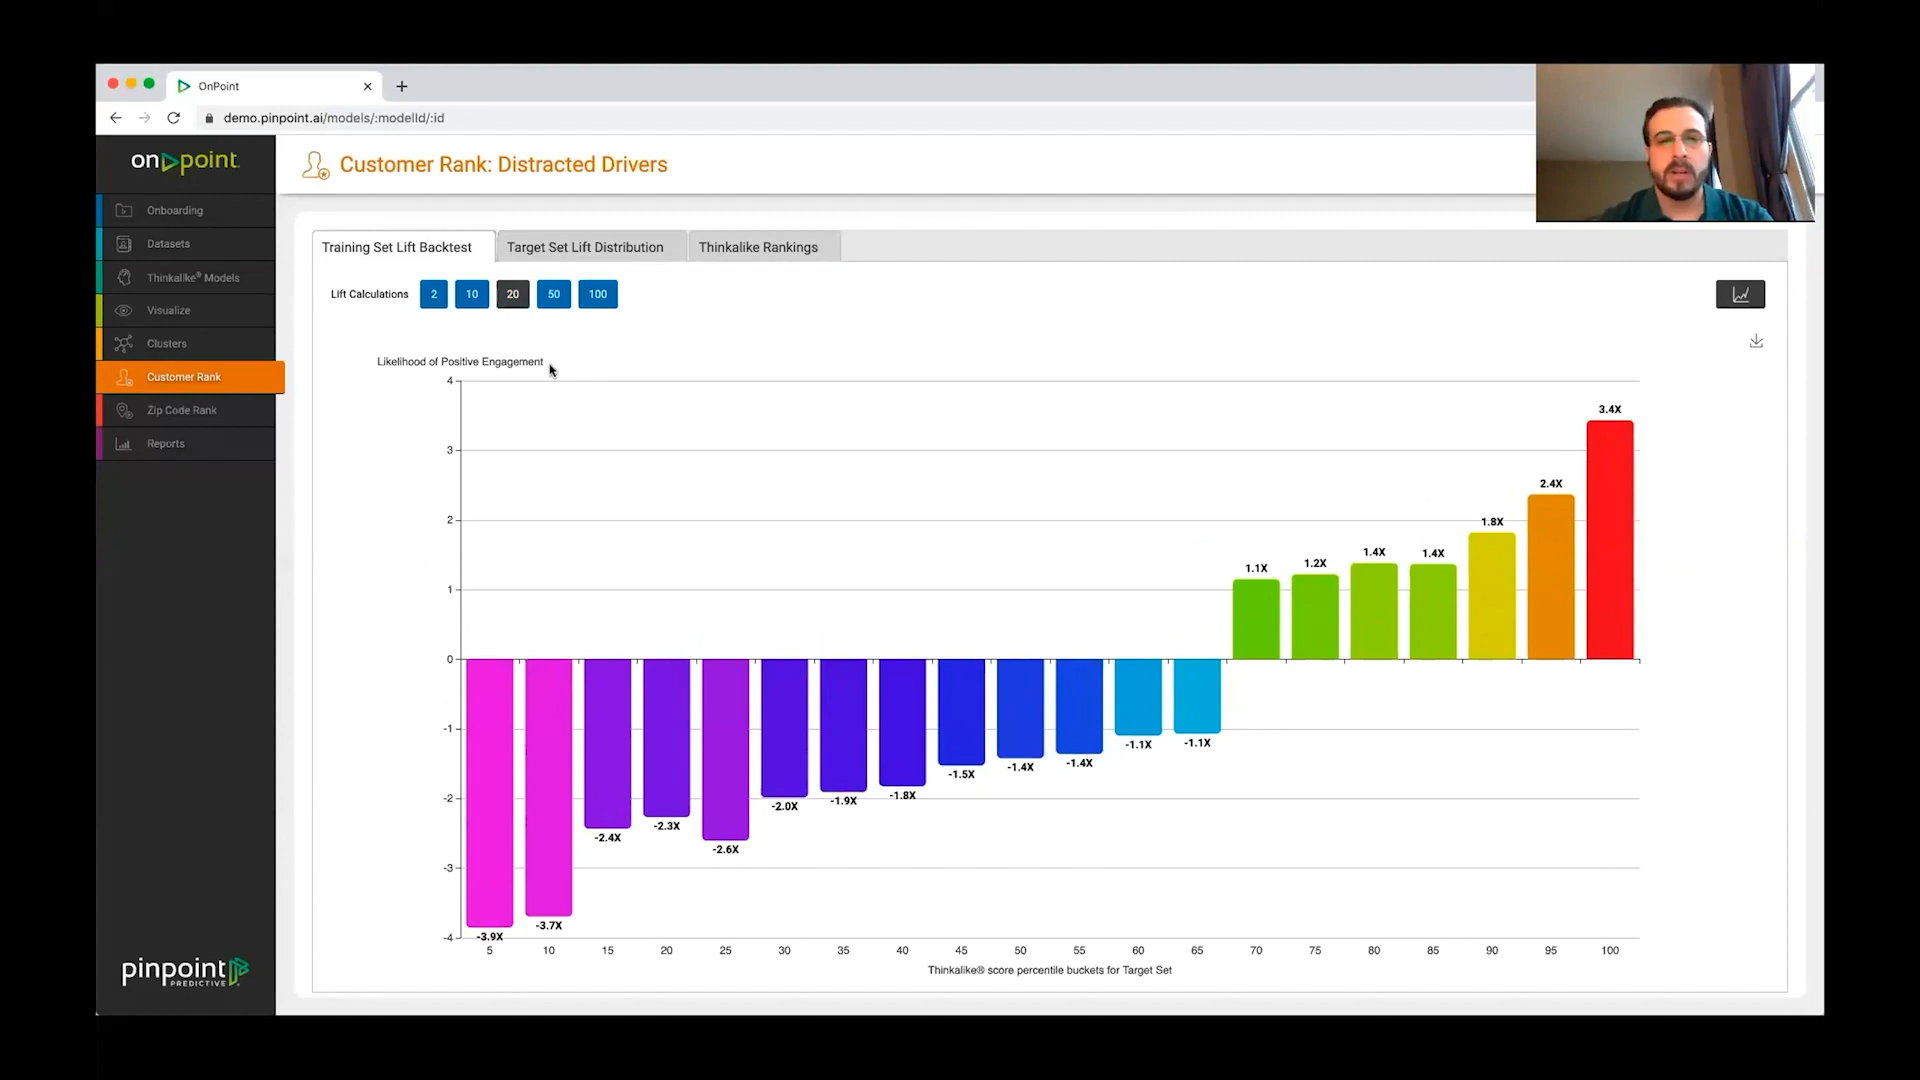 OnPoint
demo.pinpoint.ai/models/:modelId/:id
onpoint.
Customer Rank: Distracted Drivers
Onboarding
Datasets
Thinkalike® Models
Visualize
Clusters
Customer Rank
Zip Code Rank
Reports
pinpoint
PREDICTIVE
Training Set Lift Backtest Target Set Lift Distribution Thinkalike Rankings
Lift Calculations 2 10 20 50 100
Likelihood of Positive Engagement
4
3
2
1
0
-1
-2
-3
-4
-3.9X
-3.7X
-2.4X
-2.3X
-2.6X
-2.0X
-1.9X
-1.8X
-1.5X
-1.4X
-1.4X
-1.1X
-1.1X
1.1X
1.2X
1.4X
1.4X
1.8X
2.4X
3.4X
5 10 15 20 25 30 35 40 45 50 55 60 65 70 75 80 85 90 95 100
Thinkalike® score percentile buckets for Target Set